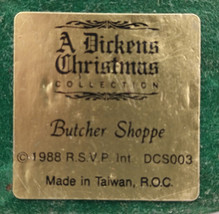 A Dickens
Christmas
COLLECTION
Butcher Shoppe
© 1988 R.S.V.P. Int. DCS003
Made in Taiwan, R.O.C.